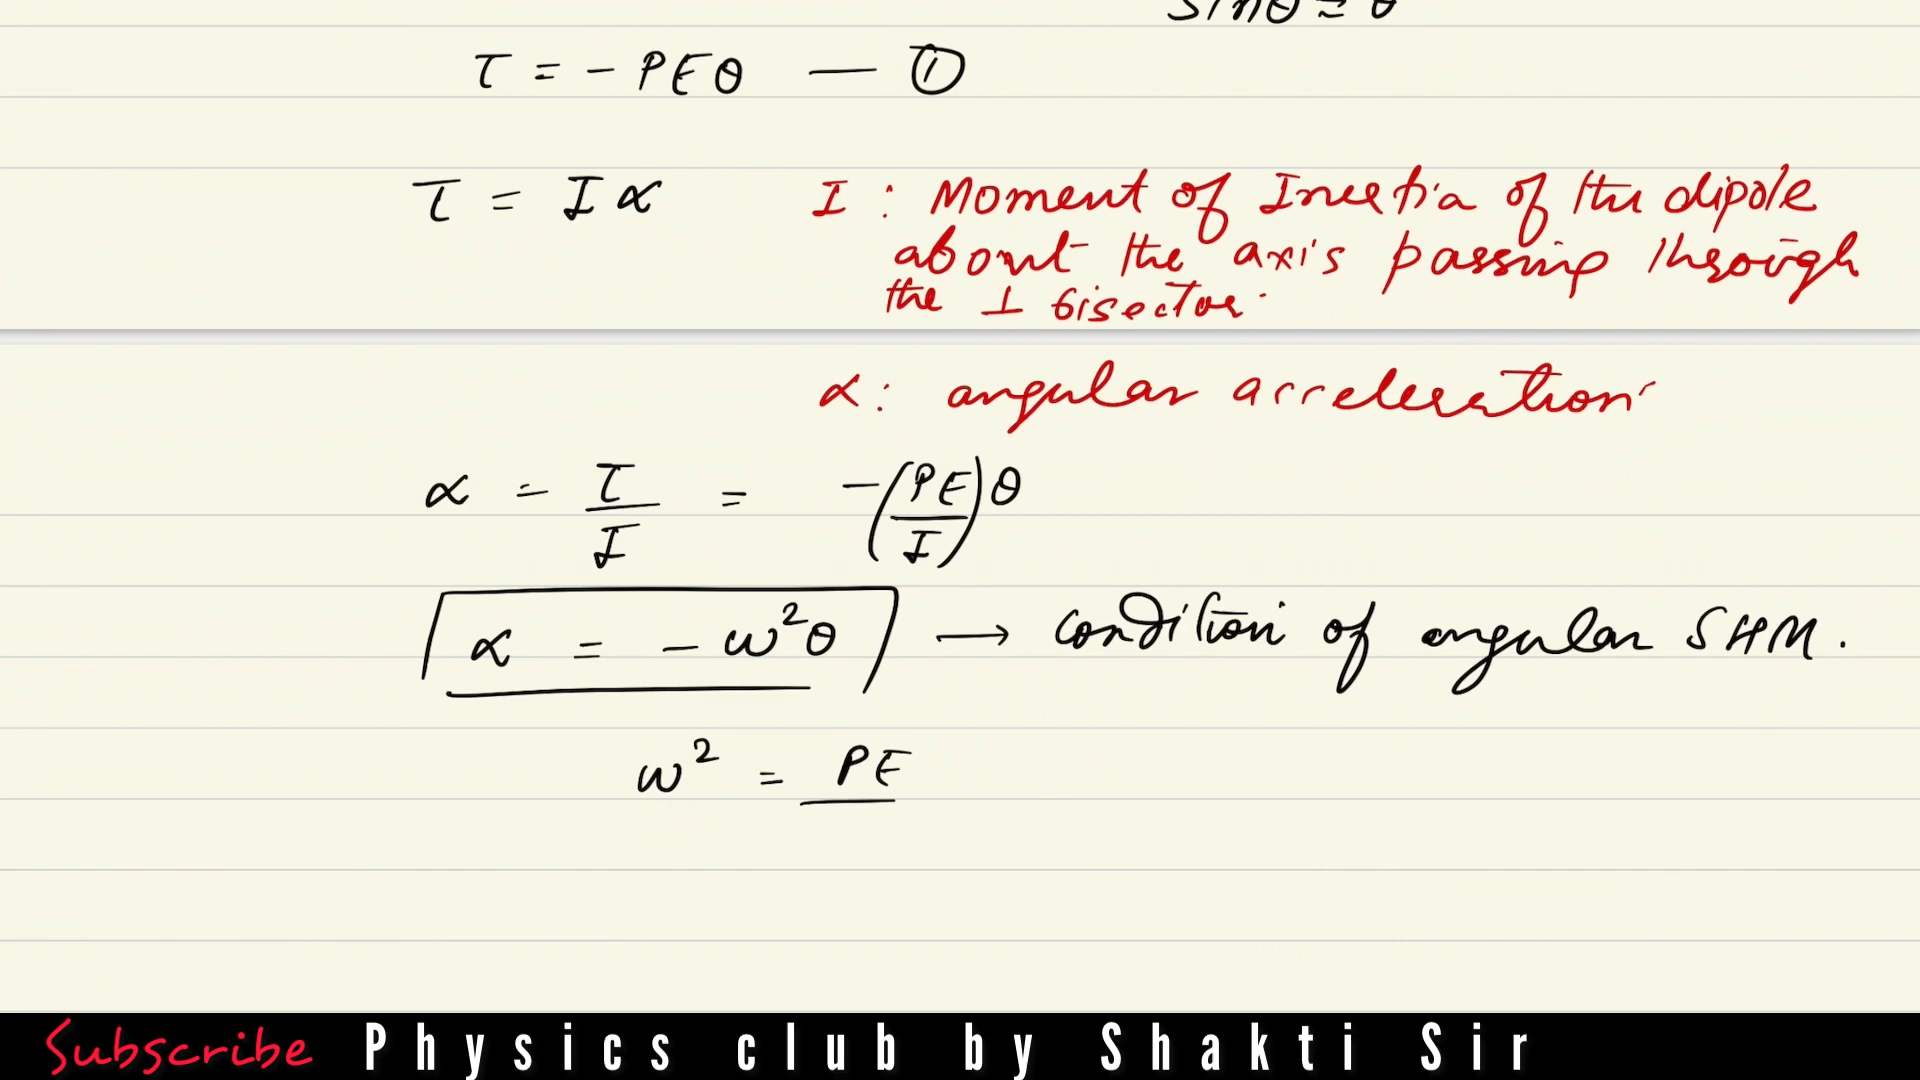 sinθ ≈ θ
τ = - PEθ — ①
τ = I α I : Moment of Inertia of the dipole
about the axis passing through
the ⊥ bisector.
α : angular acceleration
α = τ/I = -(PE/I)θ
α = - ω²θ → condition of angular SHM.
ω² = PE
Subscribe Physics club by Shakti Sir